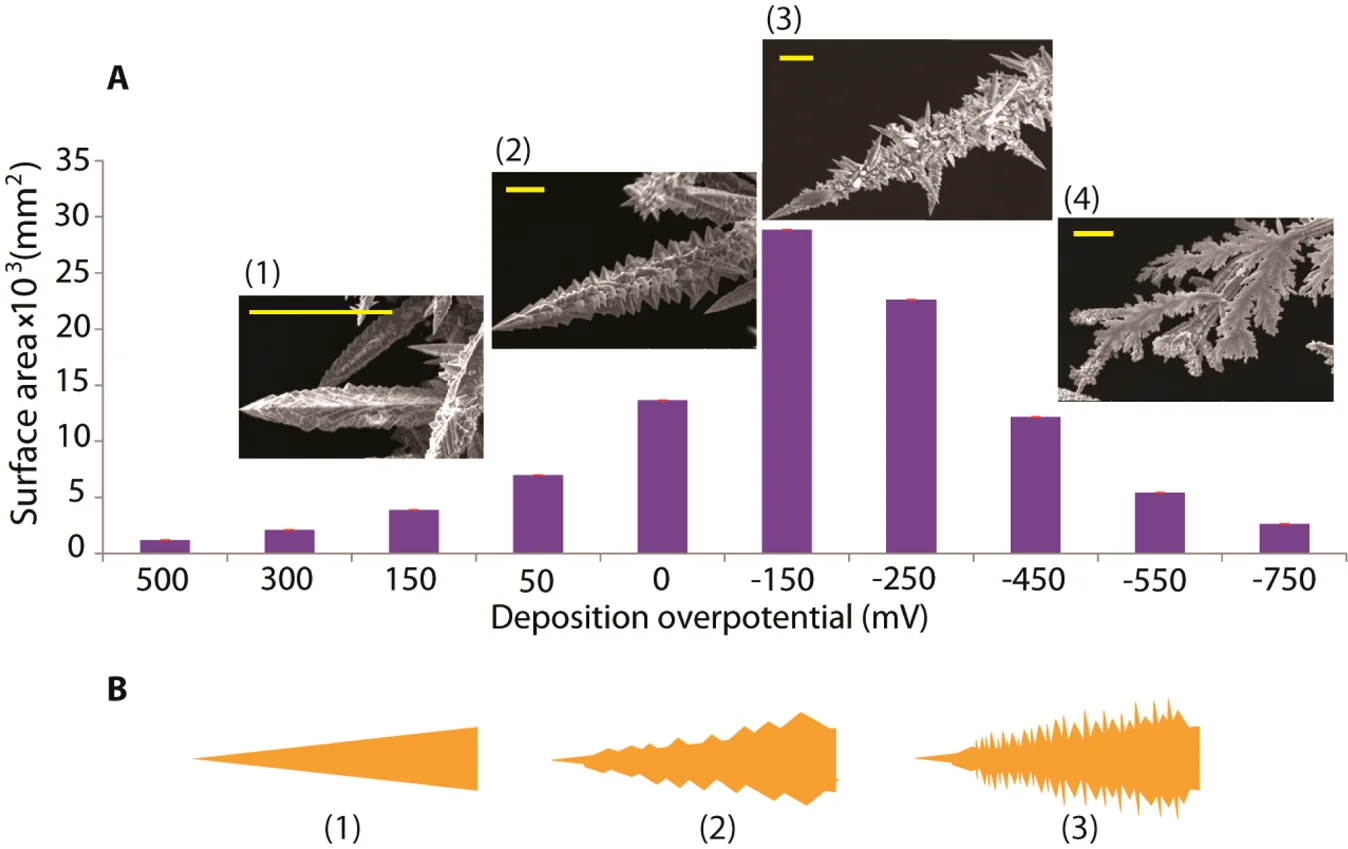 (3)
A
(2)
(4)
(1)
Surface area×10³(mm²)
35
30
25
20
15
10
5
0
500 300 150 50 0 -150 -250 -450 -550 -750
Deposition overpotential (mV)
B
(1) (2) (3)